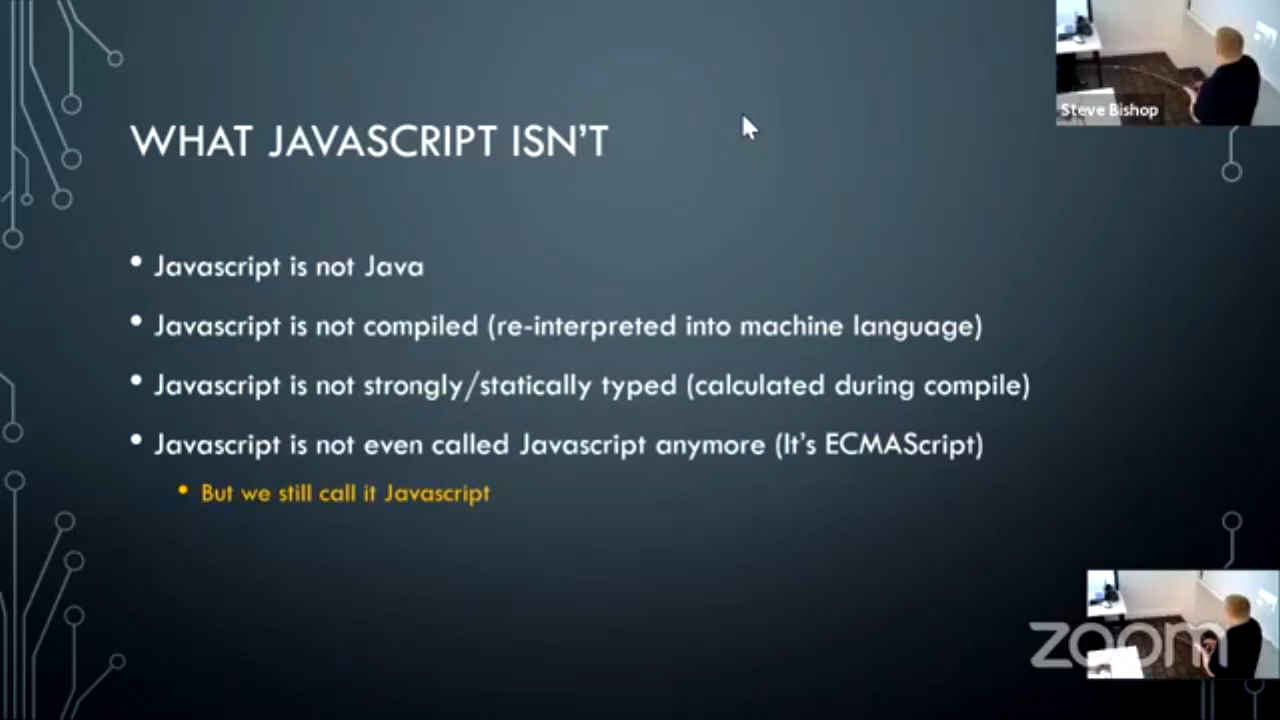 Steve Bishop
WHAT JAVASCRIPT ISN'T
• Javascript is not Java
• Javascript is not compiled (re-interpreted into machine language)
• Javascript is not strongly/statically typed (calculated during compile)
• Javascript is not even called Javascript anymore (It's ECMAScript)
• But we still call it Javascript
zoom